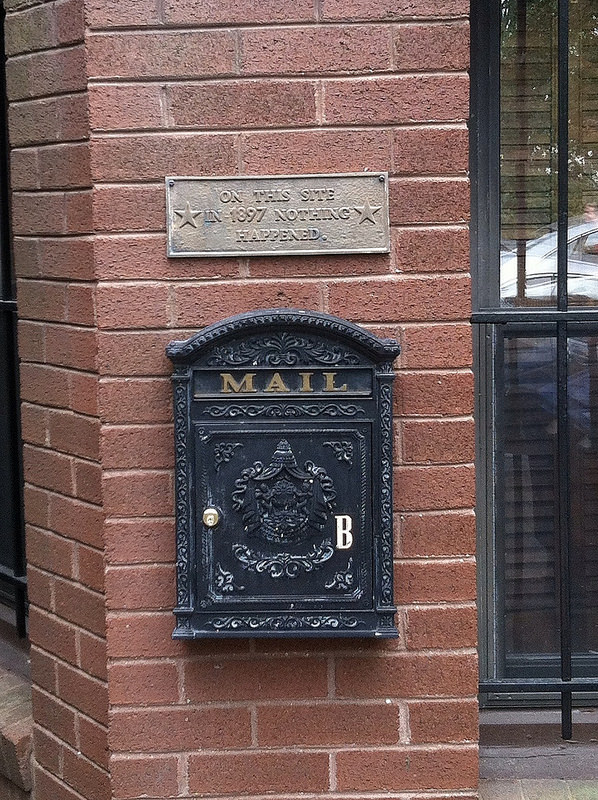 ON THIS SITE
IN 1897 NOTHING
HAPPENED.
MAIL
B